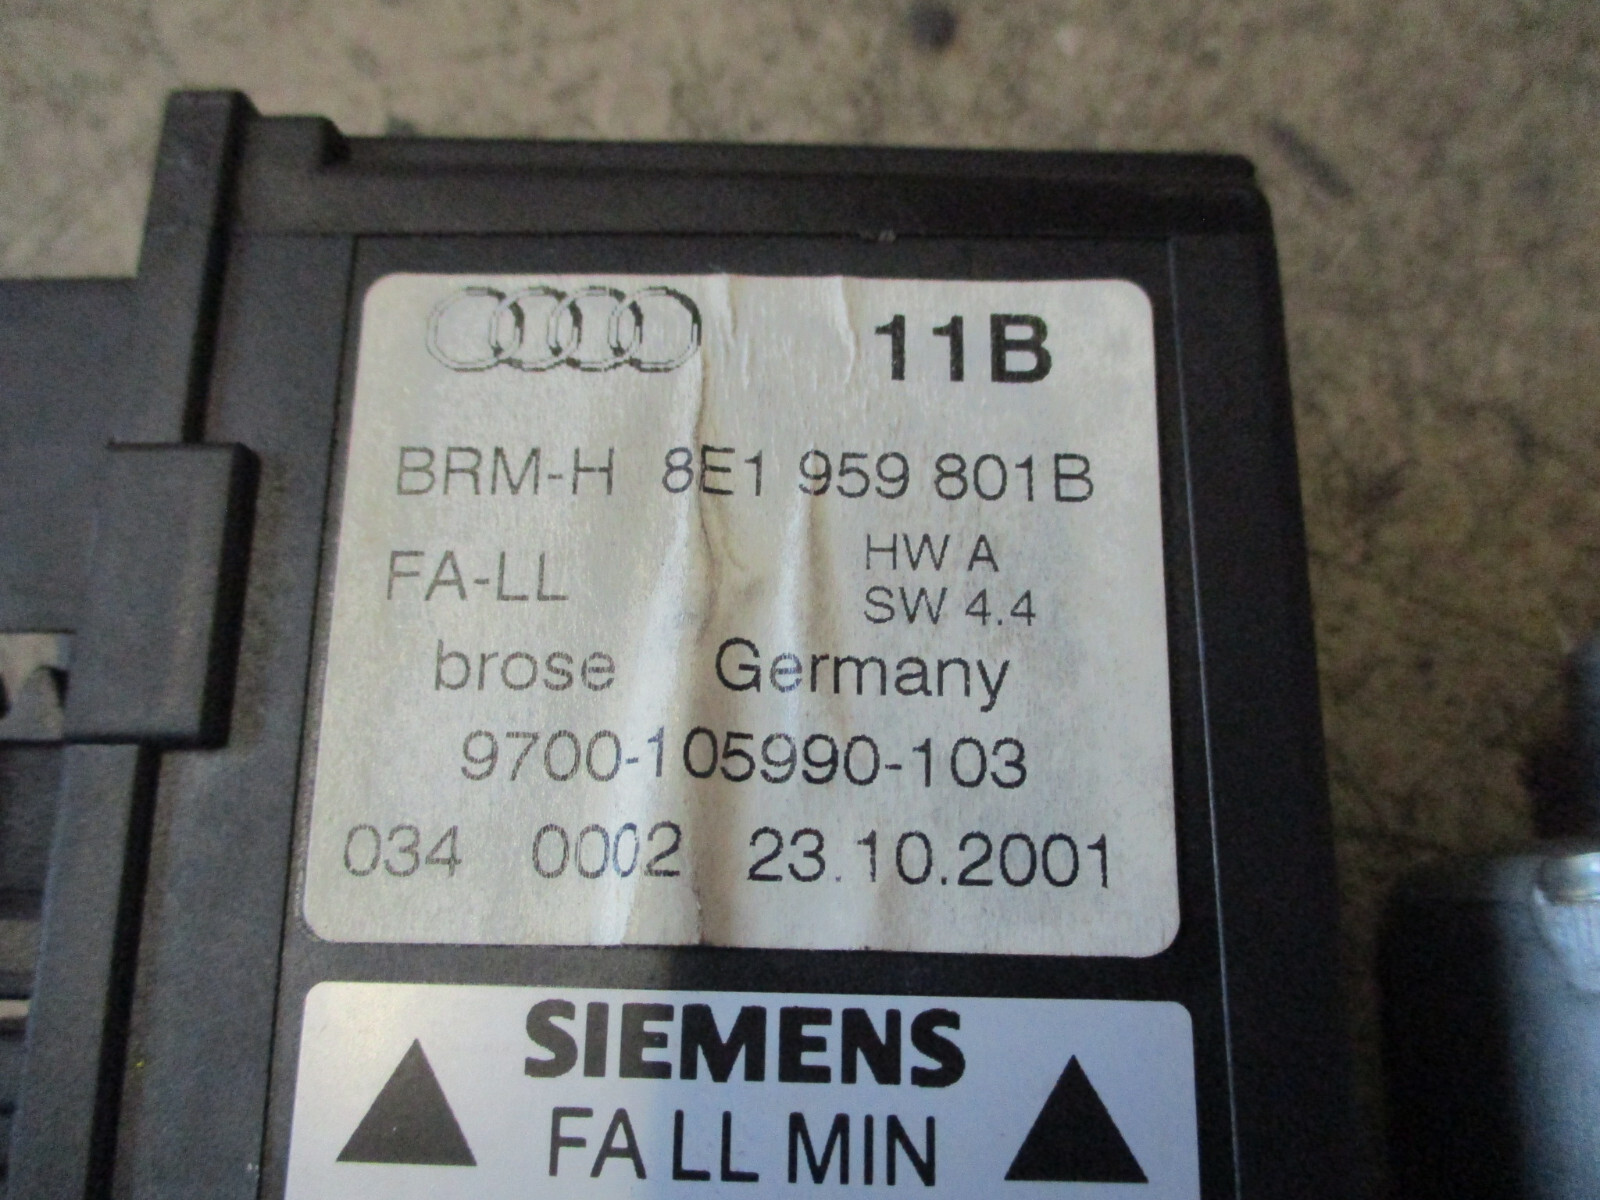 11B
BRM-H 8E1 959 801B
FA-LL HW A
SW 4.4
brose Germany
9700-105990-103
034 0002 23.10.2001
SIEMENS
FA LL MIN